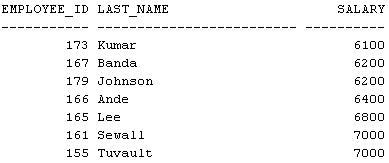 EMPLOYEE_ID LAST_NAME                     SALARY
----------- ------------------------- ----------
        173 Kumar                           6100
        167 Banda                           6200
        179 Johnson                         6200
        166 Ande                            6400
        165 Lee                             6800
        161 Sewall                          7000
        155 Tuvault                         7000